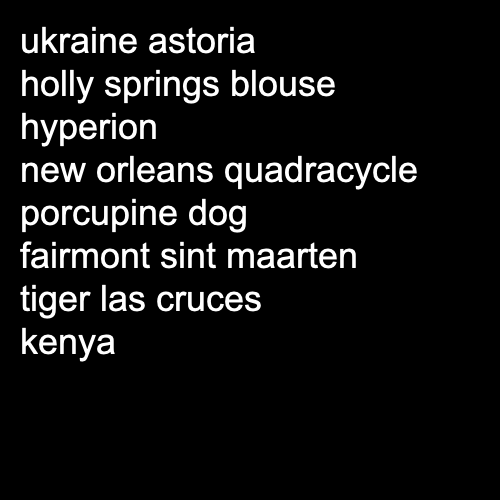 ukraine astoria
holly springs blouse
hyperion
new orleans quadracycle
porcupine dog
fairmont sint maarten
tiger las cruces
kenya